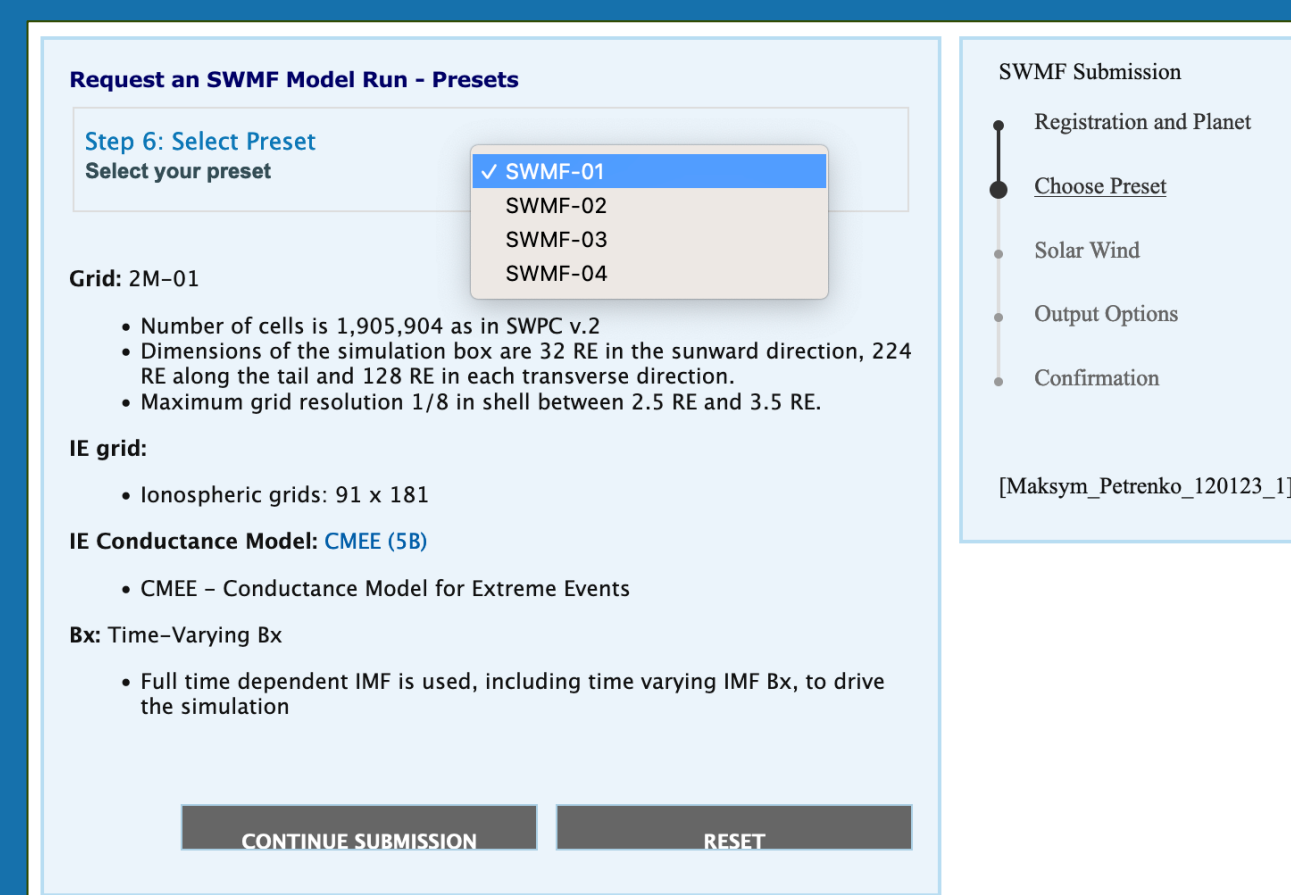 Request an SWMF Model Run - Presets
Step 6: Select Preset
Select your preset
✓ SWMF-01
SWMF-02
SWMF-03
SWMF-04
Grid: 2M-01
• Number of cells is 1,905,904 as in SWPC v.2
• Dimensions of the simulation box are 32 RE in the sunward direction, 224
RE along the tail and 128 RE in each transverse direction.
• Maximum grid resolution 1/8 in shell between 2.5 RE and 3.5 RE.
IE grid:
• Ionospheric grids: 91 x 181
IE Conductance Model: CMEE (5B)
• CMEE – Conductance Model for Extreme Events
Bx: Time-Varying Bx
• Full time dependent IMF is used, including time varying IMF Bx, to drive
the simulation
CONTINUE SUBMISSION
RESET
SWMF Submission
Registration and Planet
Choose Preset
Solar Wind
Output Options
Confirmation
[Maksym_Petrenko_120123_1]